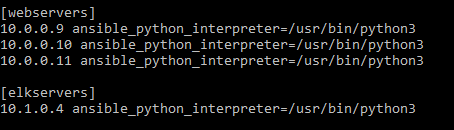 [webservers]
10.0.0.9 ansible_python_interpreter=/usr/bin/python3
10.0.0.10 ansible_python_interpreter=/usr/bin/python3
10.0.0.11 ansible_python_interpreter=/usr/bin/python3
[elkservers]
10.1.0.4 ansible_python_interpreter=/usr/bin/python3